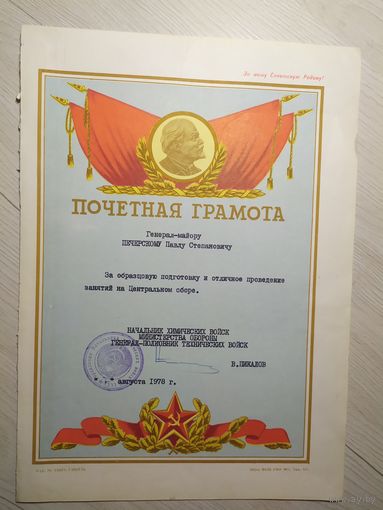 За нашу Советскую Родину!
ПОЧЕТНАЯ ГРАМОТА
Генерал-майору
ПЕЧЕРСКОМУ Павлу Степановичу
За образцовую подготовку и отличное проведение
занятий на Центральном сборе.
НАЧАЛЬНИК ХИМИЧЕСКИХ ВОЙСК
МИНИСТЕРСТВА ОБОРОНЫ
ГЕНЕРАЛ-ПОЛКОВНИК ТЕХНИЧЕСКИХ ВОЙСК
В.ПИКАЛОВ
" " августа 1978 г.